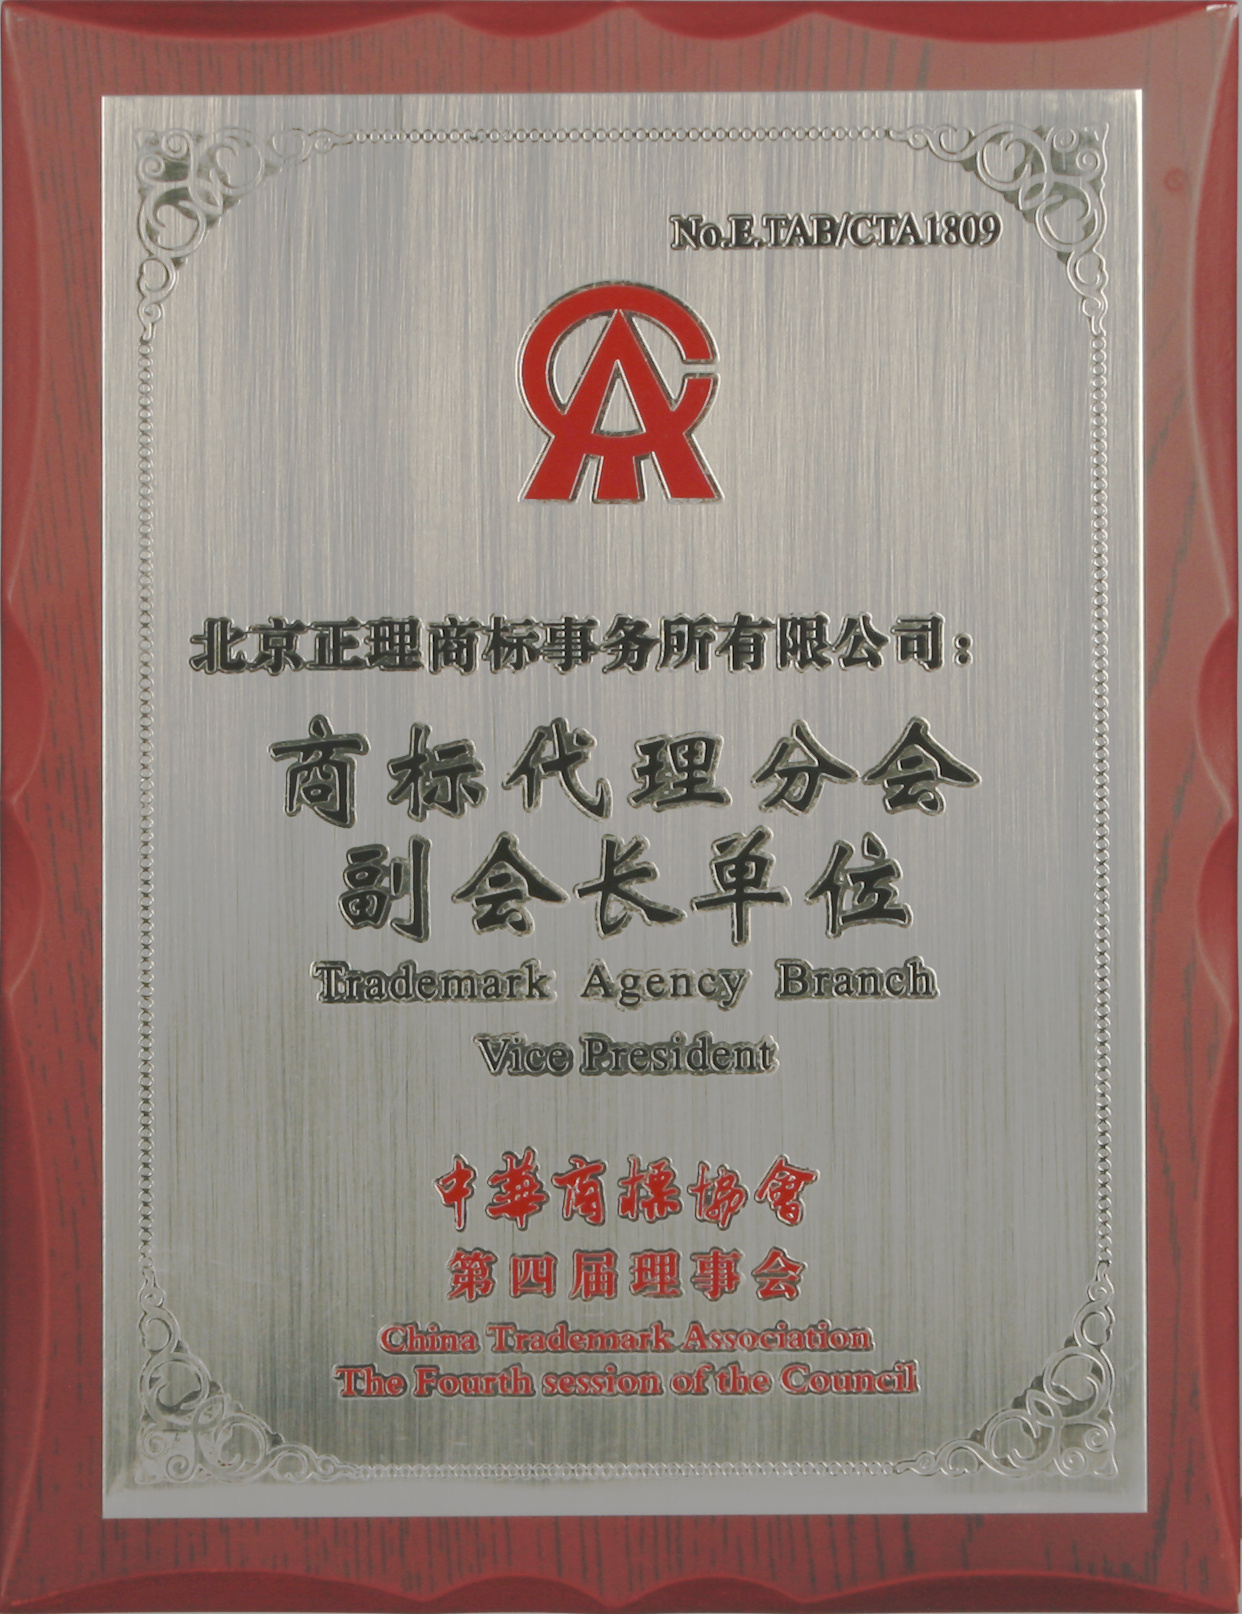 No.E.TAB/CTA1809
北京正理商标事务所有限公司：
商标代理分会
副会长单位
Trademark Agency Branch
Vice President
中華商標協會
第四届理事会
China Trademark Association
The Fourth session of the Council